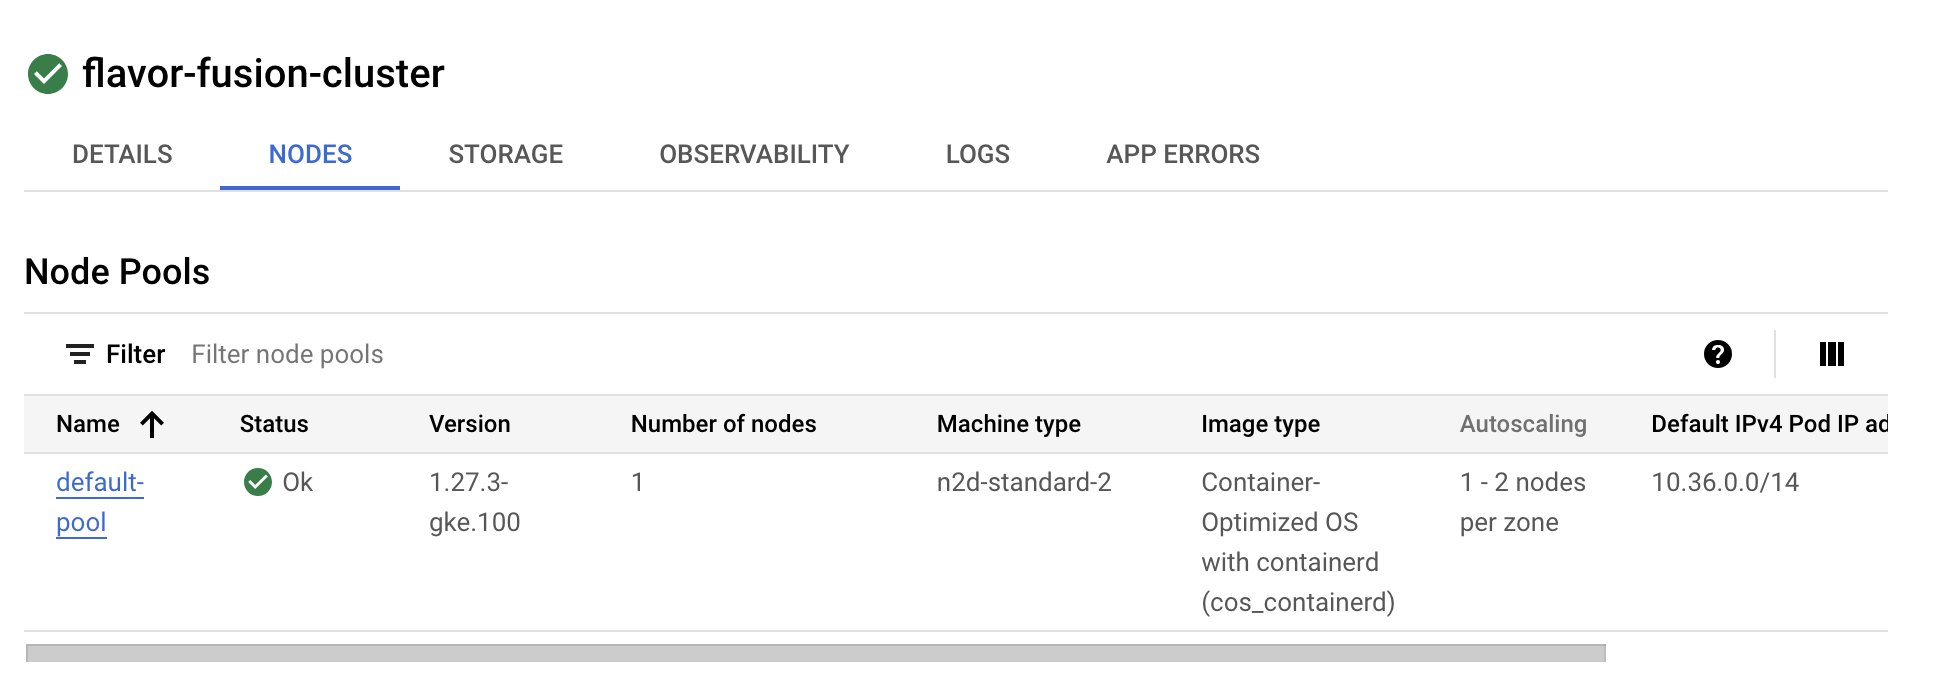 flavor-fusion-cluster
DETAILS NODES STORAGE OBSERVABILITY LOGS APP ERRORS
Node Pools
Filter Filter node pools
Name Status Version Number of nodes Machine type Image type Autoscaling Default IPv4 Pod IP ad
default- Ok 1.27.3- 1 n2d-standard-2 Container- 1 - 2 nodes 10.36.0.0/14
pool gke.100 Optimized OS per zone
with containerd
(cos_containerd)